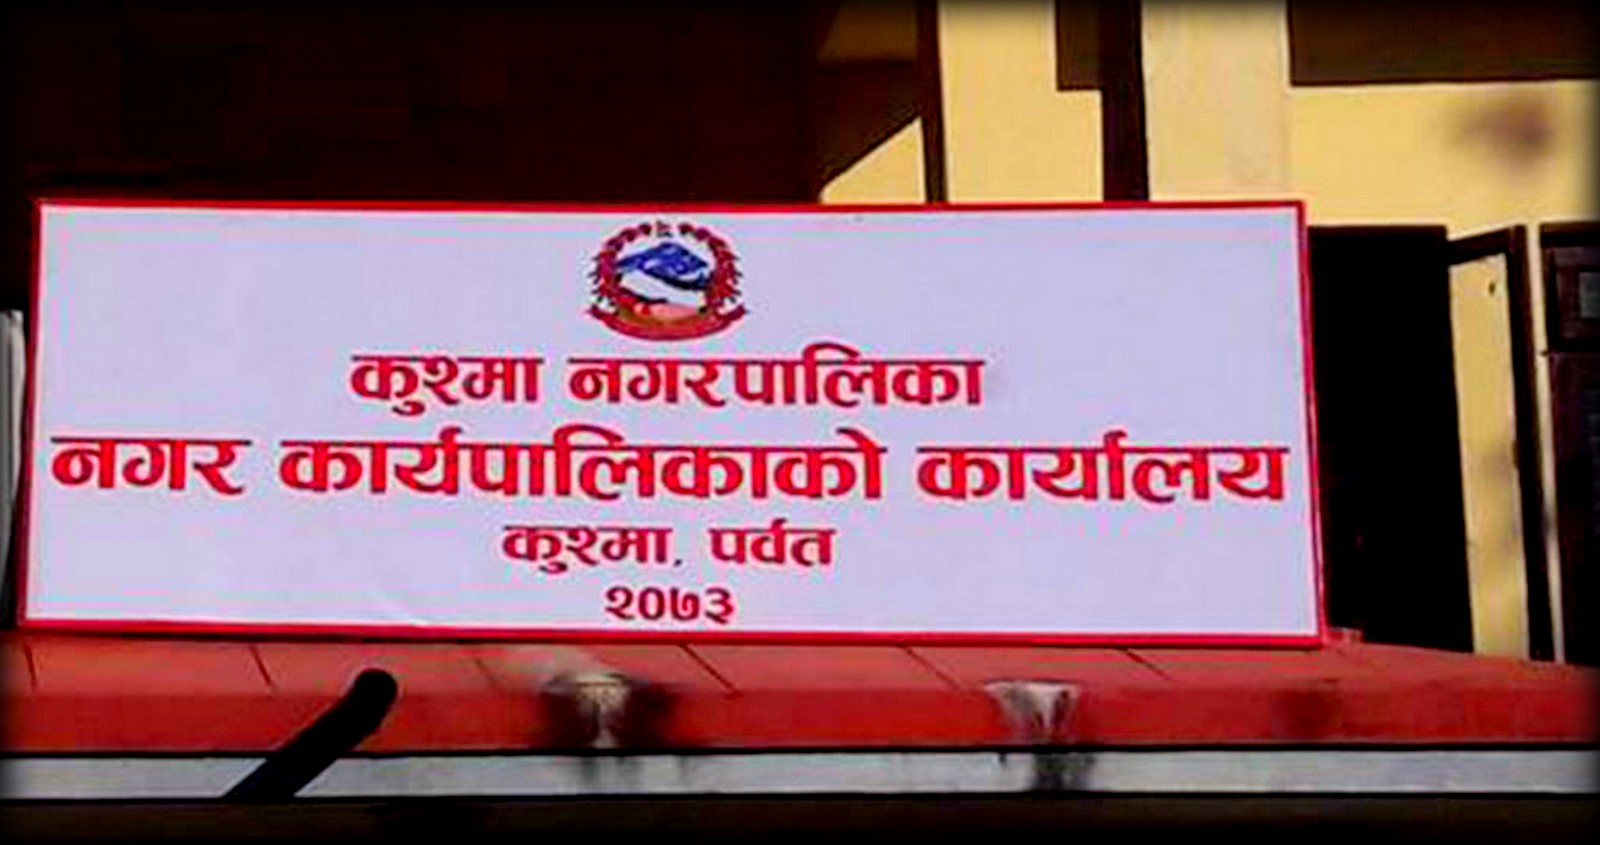 कुश्मा नगरपालिका
नगर कार्यपालिकाको कार्यालय
कुश्मा, पर्वत
२०७३